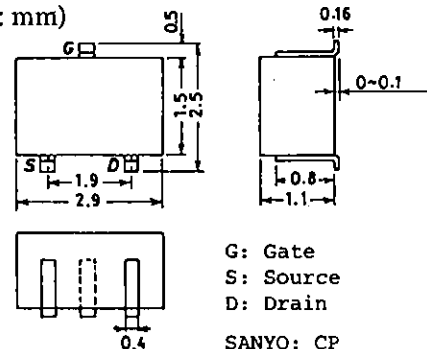 : mm)
0.16
0.5
G
0~0.1
1.5
2.5
S D
1.9
0.8
2.9
1.1
G: Gate
S: Source
D: Drain
0.4
SANYO: CP